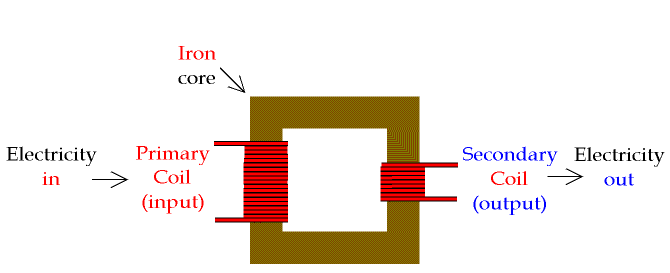 Iron
core
Electricity
in
Primary
Coil
(input)
Secondary
Coil
(output)
Electricity
out